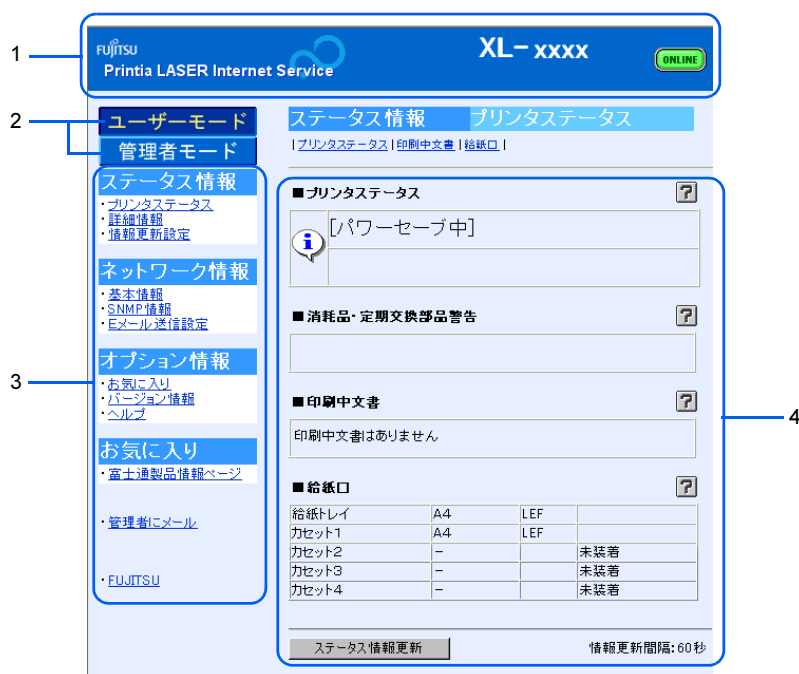 1
FUJITSU
Printia LASER Internet Service
XL- xxxx
ONLINE
2
ユーザーモード
管理者モード
ステータス情報 プリンタステータス
|プリンタステータス|印刷中文書|給紙口|
3
ステータス情報
・プリンタステータス
・詳細情報
・情報更新設定
ネットワーク情報
・基本情報
・SNMP情報
・Eメール送信設定
オプション情報
・お気に入り
・バージョン情報
・ヘルプ
お気に入り
・富士通製品情報ページ
・管理者にメール
・FUJITSU
4
■プリンタステータス ?
[パワーセーブ中]
■消耗品・定期交換部品警告 ?
■印刷中文書 ?
印刷中文書はありません
■給紙口 ?
給紙トレイ A4 LEF
カセット1 A4 LEF
カセット2 − 未装着
カセット3 − 未装着
カセット4 − 未装着
ステータス情報更新 情報更新間隔:60秒